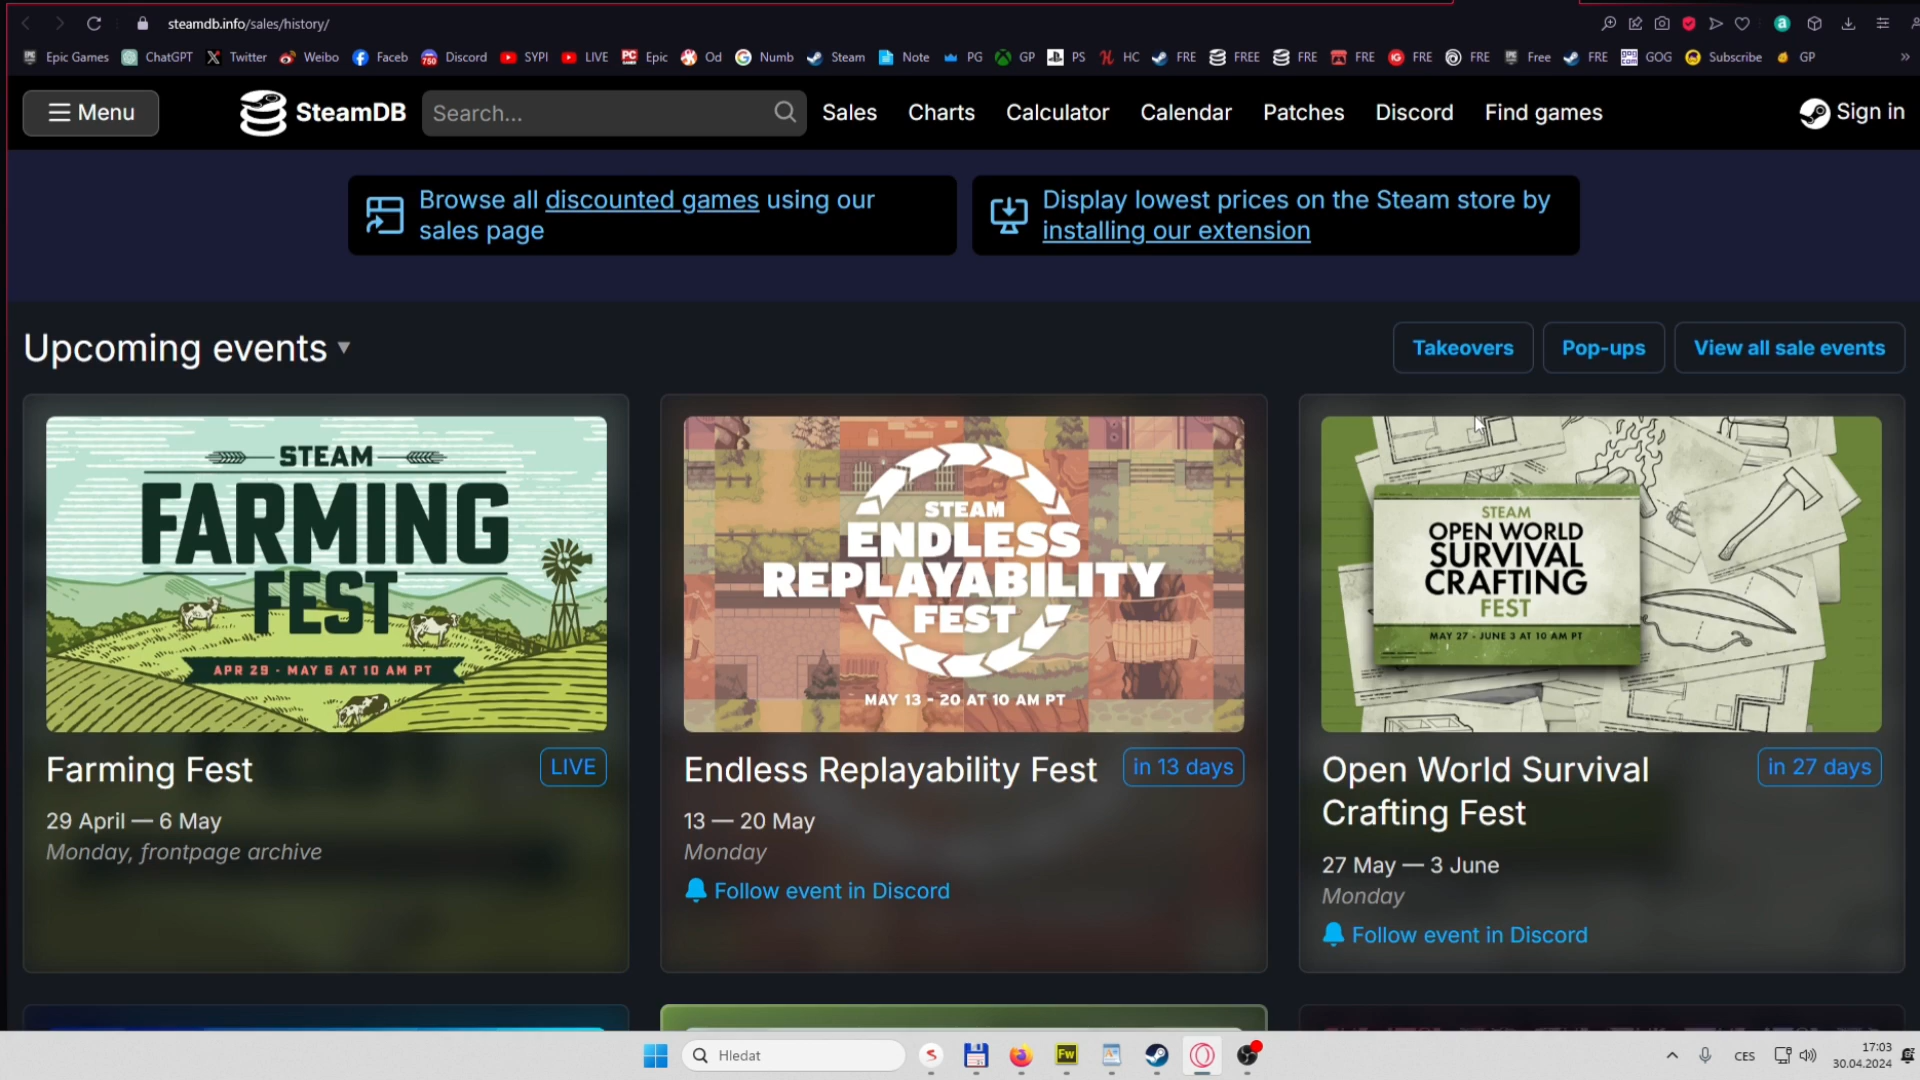 steamdb.info/sales/history/
Epic Games ChatGPT Twitter Weibo Faceb Discord SYPI LIVE Epic Od Numb Steam Note PG GP PS HC FRE FREE FRE FRE FRE FRE Free FRE GOG Subscribe GP
Menu
SteamDB
Search...
Sales Charts Calculator Calendar Patches Discord Find games
Sign in
Browse all discounted games using our
sales page
Display lowest prices on the Steam store by
installing our extension
Upcoming events
Takeovers
Pop-ups
View all sale events
STEAM
FARMING
FEST
APR 29 - MAY 6 AT 10 AM PT
Farming Fest
LIVE
29 April — 6 May
Monday, frontpage archive
STEAM
ENDLESS
REPLAYABILITY
FEST
MAY 13 - 20 AT 10 AM PT
Endless Replayability Fest
in 13 days
13 — 20 May
Monday
Follow event in Discord
STEAM
OPEN WORLD
SURVIVAL
CRAFTING
FEST
MAY 27 - JUNE 3 AT 10 AM PT
Open World Survival
Crafting Fest
in 27 days
27 May — 3 June
Monday
Follow event in Discord
Hledat
Fw
CES
17:03
30.04.2024